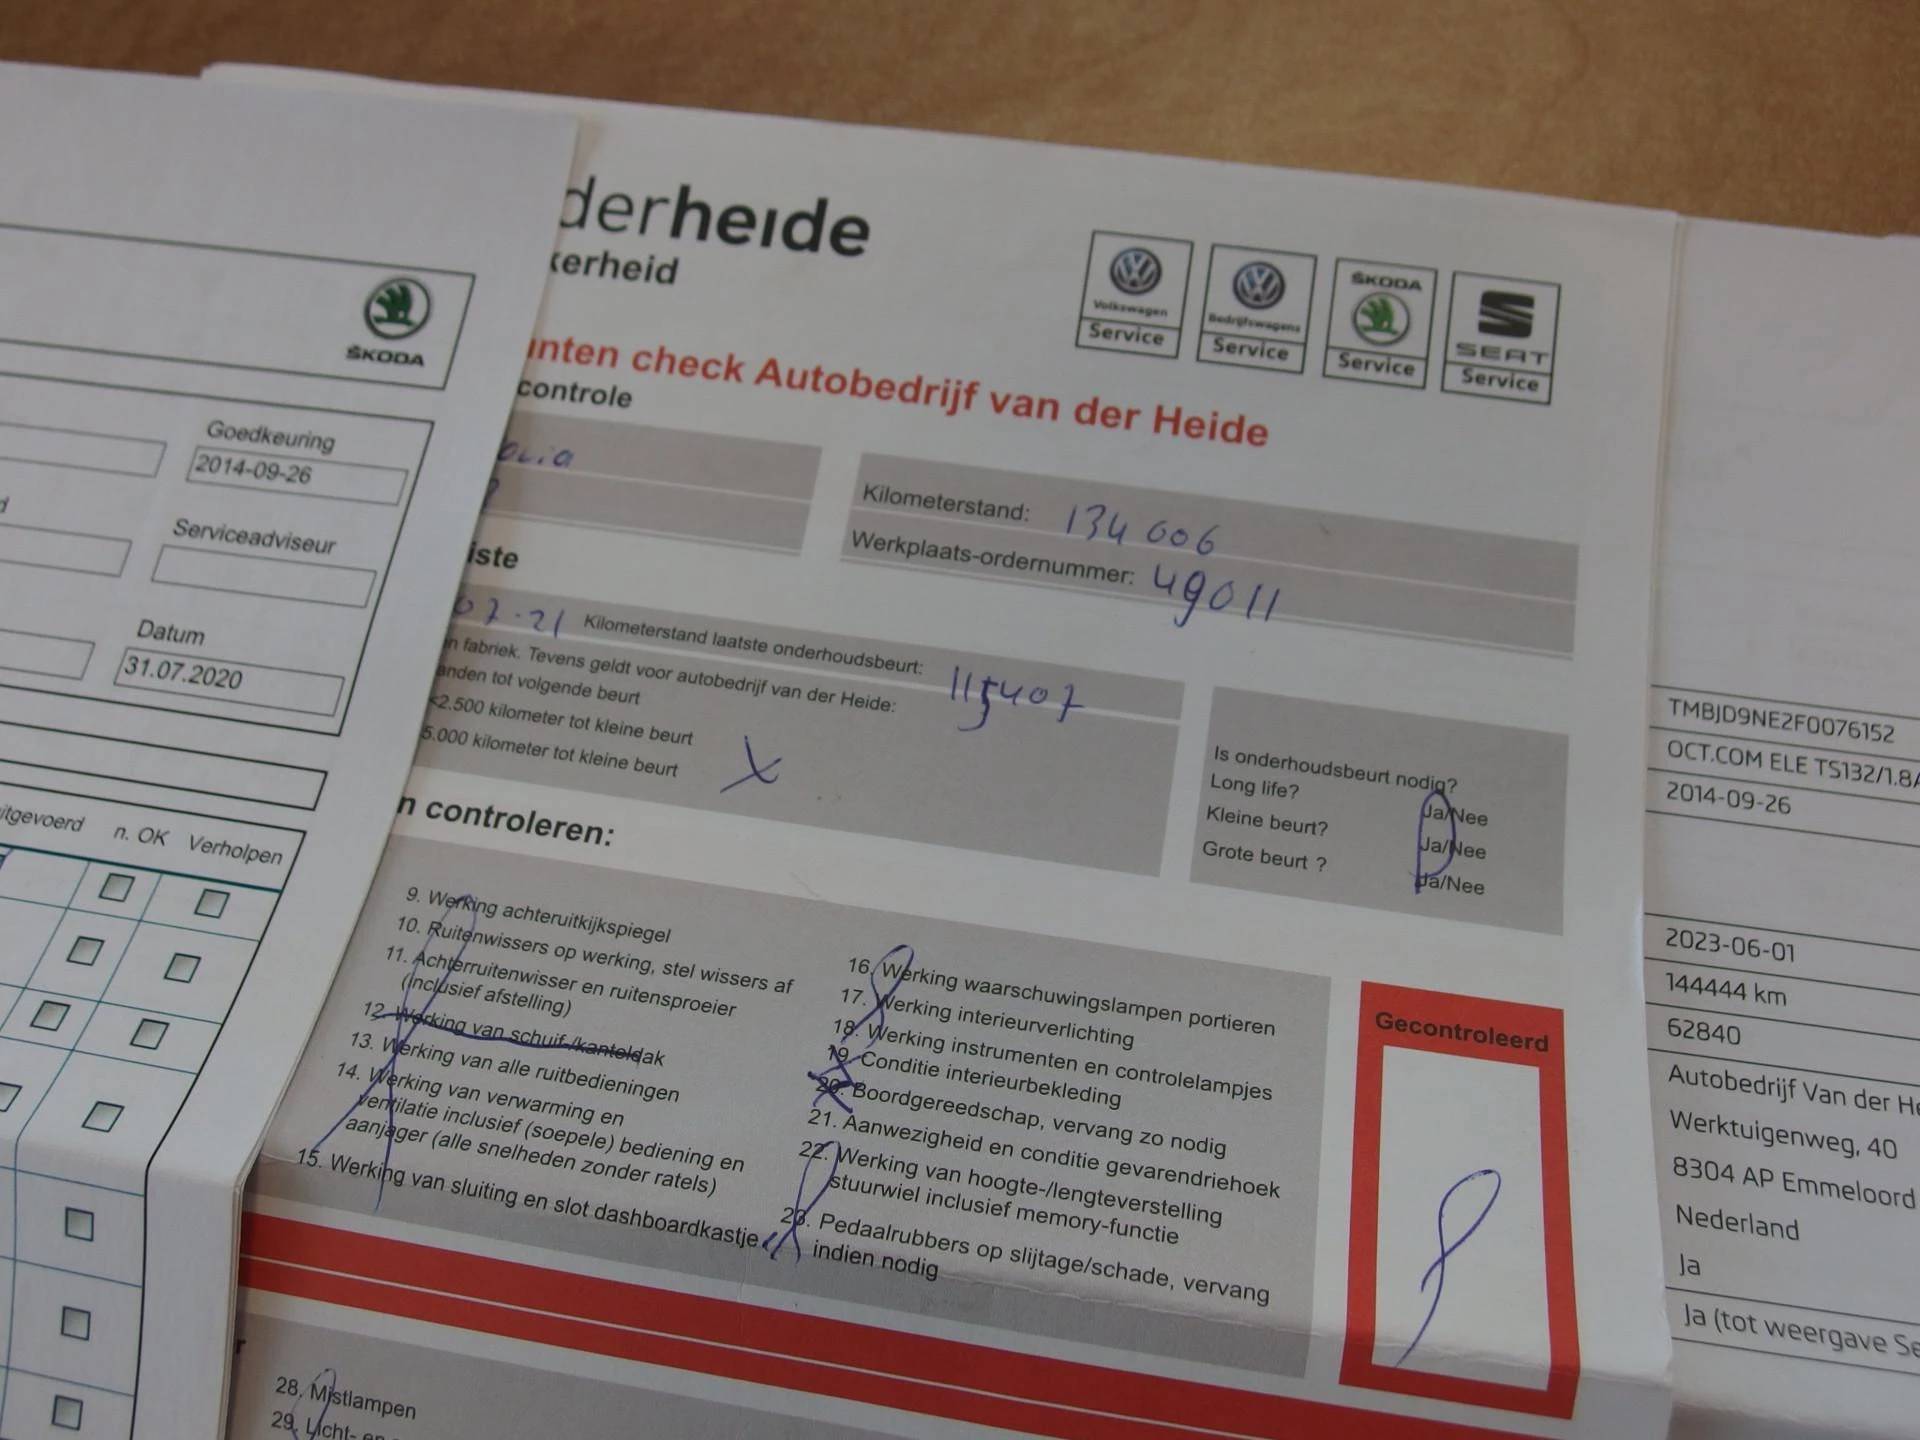 ŠKODA
Goedkeuring
2014-09-26
Serviceadviseur
Datum
31.07.2020
n. OK
Verholpen
derheide
kerheid
Volkswagen
Service
Bedrijfswagens
Service
ŠKODA
Service
SEAT
Service
unten check Autobedrijf van der Heide
controle
Kilometerstand: 134 006
Werkplaats-ordernummer: 49011
07-21 Kilometerstand laatste onderhoudsbeurt: 115407
fabriek. Tevens geldt voor autobedrijf van der Heide:
tot volgende beurt
<2.500 kilometer tot kleine beurt
5.000 kilometer tot kleine beurt X
Is onderhoudsbeurt nodig?
Long life? Ja/Nee
Kleine beurt? Ja/Nee
Grote beurt ? Ja/Nee
n controleren:
9. Werking achteruitkijkspiegel
10. Ruitenwissers op werking, stel wissers af
11. Achterruitenwisser en ruitensproeier
(inclusief afstelling)
12. Werking van schuif-/kanteldak
13. Werking van alle ruitbedieningen
14. Werking van verwarming en
ventilatie inclusief (soepele) bediening en
aanjager (alle snelheden zonder ratels)
15. Werking van sluiting en slot dashboardkastje
16. Werking waarschuwingslampen portieren
17. Werking interieurverlichting
18. Werking instrumenten en controlelampjes
19. Conditie interieurbekleding
20. Boordgereedschap, vervang zo nodig
21. Aanwezigheid en conditie gevarendriehoek
22. Werking van hoogte-/lengteverstelling
stuurwiel inclusief memory-functie
23. Pedaalrubbers op slijtage/schade, vervang
indien nodig
Gecontroleerd
28. Mistlampen
29. Licht- en
TMBJD9NE2F0076152
OCT.COM ELE TS132/1.8A
2014-09-26
2023-06-01
144444 km
62840
Autobedrijf Van der He
Werktuigenweg, 40
8304 AP Emmeloord
Nederland
Ja
Ja (tot weergave Se